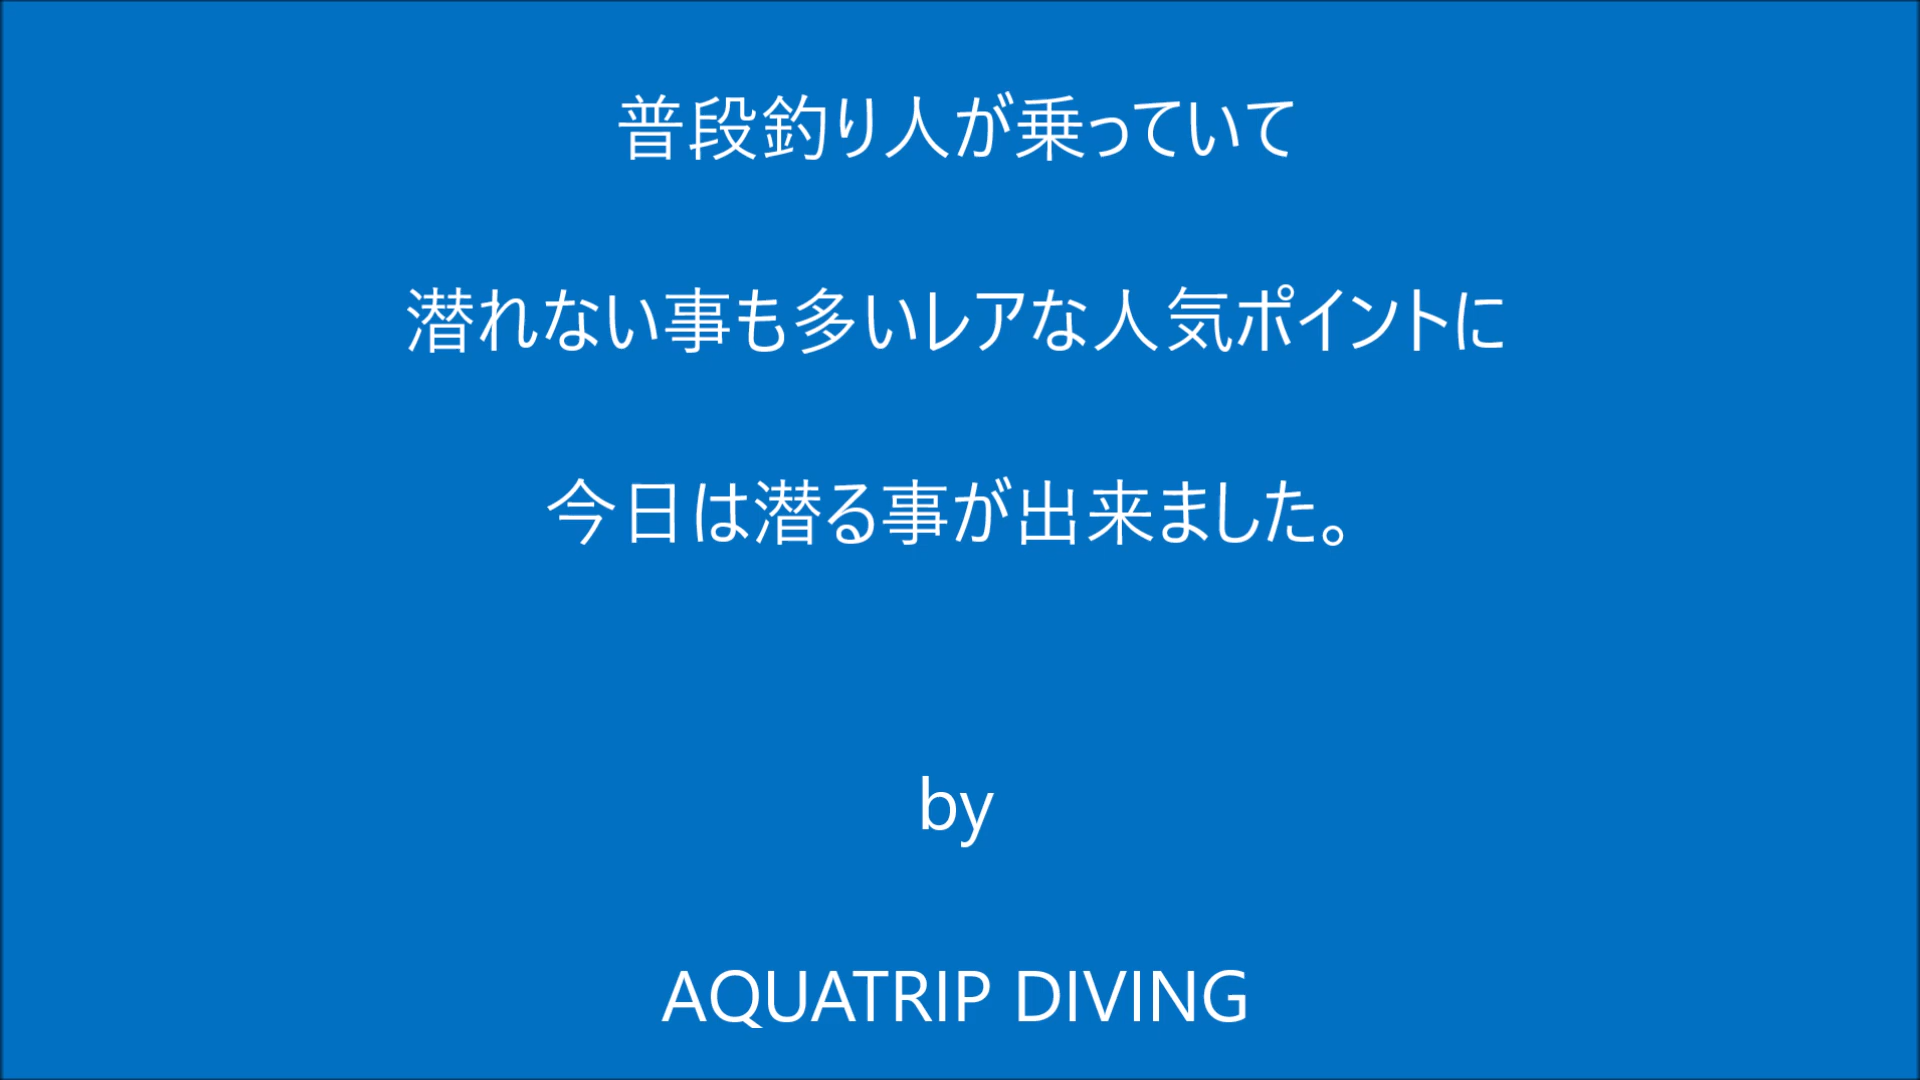 普段釣り人が乗っていて
潜れない事も多いレアな人気ポイントに
今日は潜る事が出来ました。
by
AQUATRIP DIVING